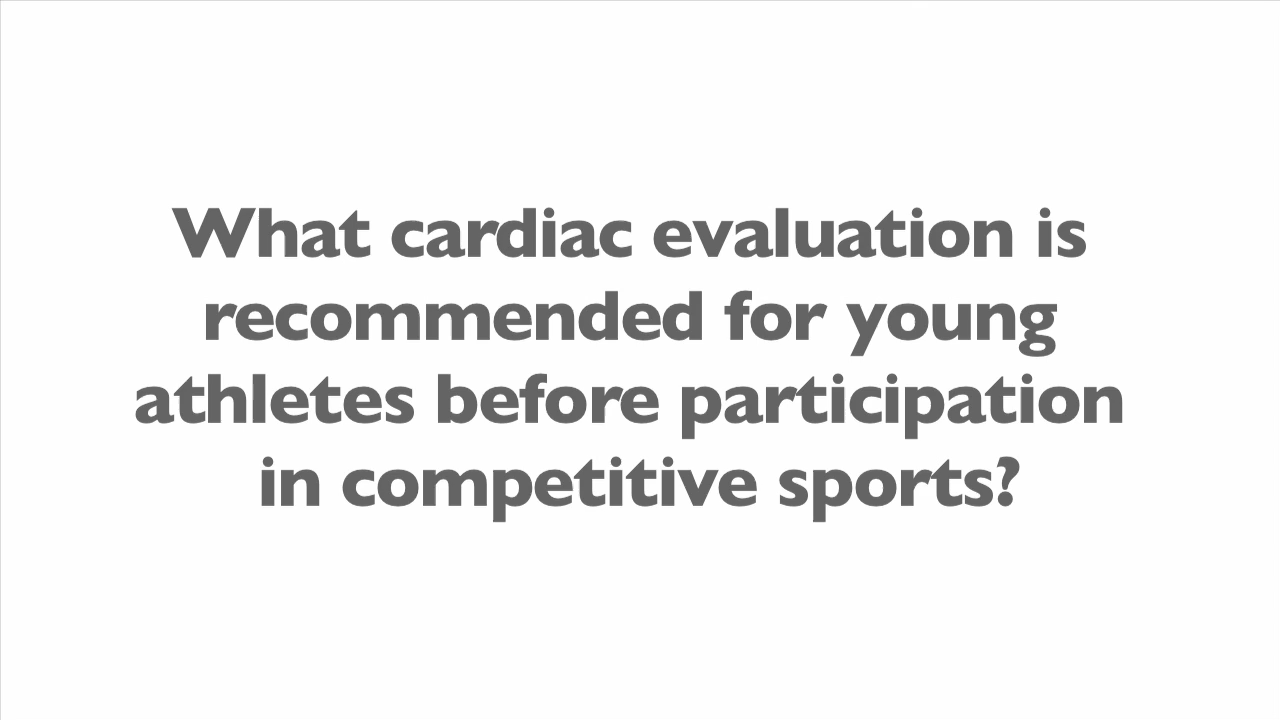 What cardiac evaluation is
recommended for young
athletes before participation
in competitive sports?